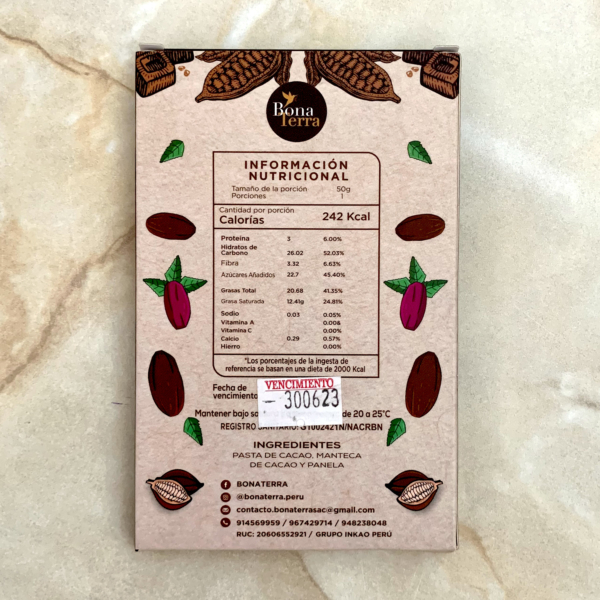 Bona
Terra
INFORMACIÓN
NUTRICIONAL
Tamaño de la porción 50g
Porciones 1
Cantidad por porción
Calorías 242 Kcal
Proteína 3 6.00%
Hidratos de
Carbono 26.02 52.03%
Fibra 3.32 6.63%
Azúcares Añadidos 22.7 45.40%
Grasas Total 20.68 41.35%
Grasa Saturada 12.41g 24.81%
Sodio 0.03 0.05%
Vitamina A 0.00&
Vitamina C 0.00%
Calcio 0.29 0.57%
Hierro 0.00%
*Los porcentajes de la ingesta de
referencia se basan en una dieta de 2000 Kcal
Fecha de
vencimiento
VENCIMIENTO
- 300623
Mantener bajo de 20 a 25°C
REGISTRO SANITARIO: S1002421N/NACRBN
INGREDIENTES
PASTA DE CACAO, MANTECA
DE CACAO Y PANELA
BONATERRA
@bonaterra.peru
contacto.bonaterrasac@gmail.com
914569959 / 967429714 / 948238048
RUC: 20606552921 / GRUPO INKAO PERÚ